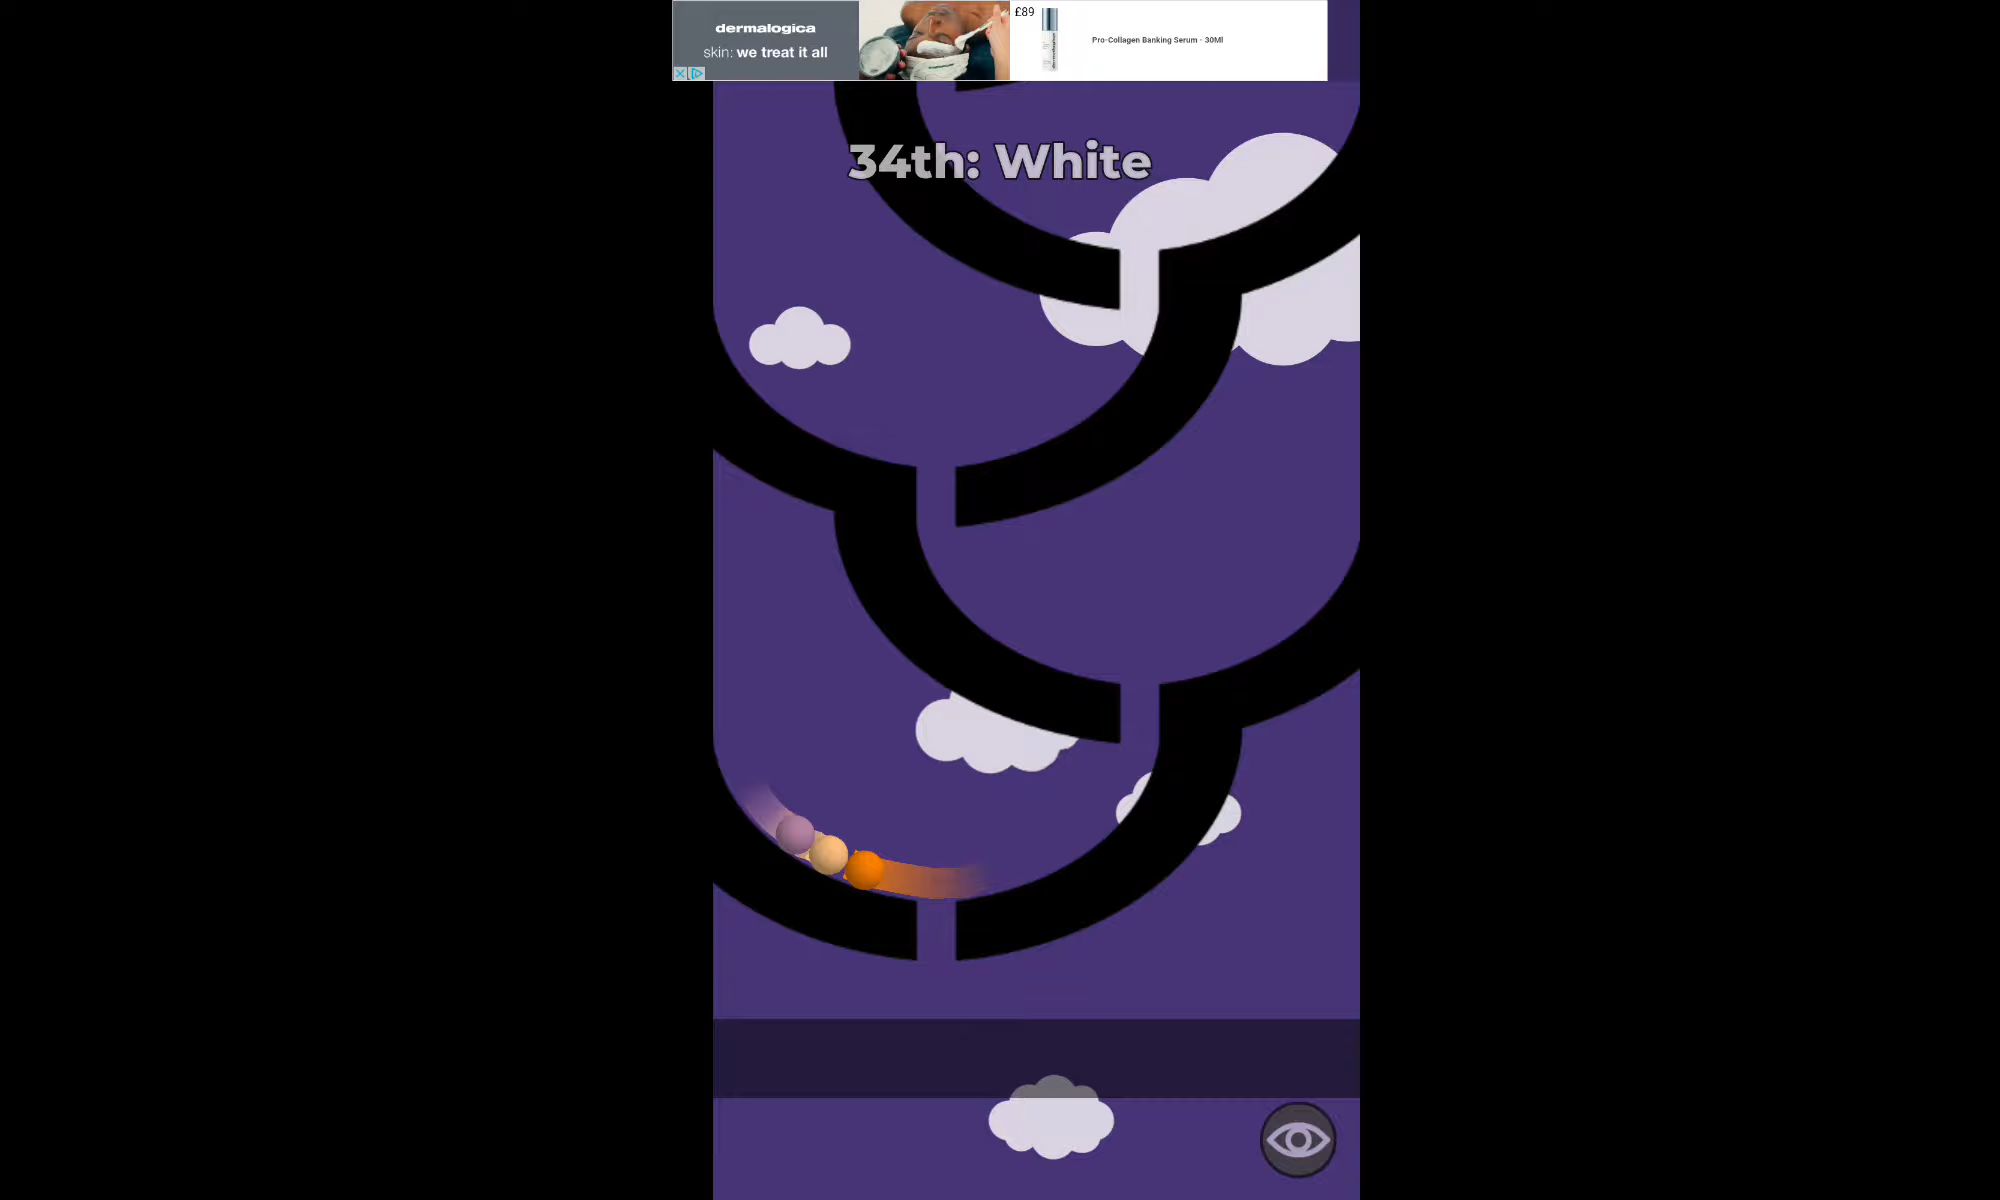 dermalogica
skin: we treat it all
£89
Pro-Collagen Banking Serum - 30Ml
34th: White